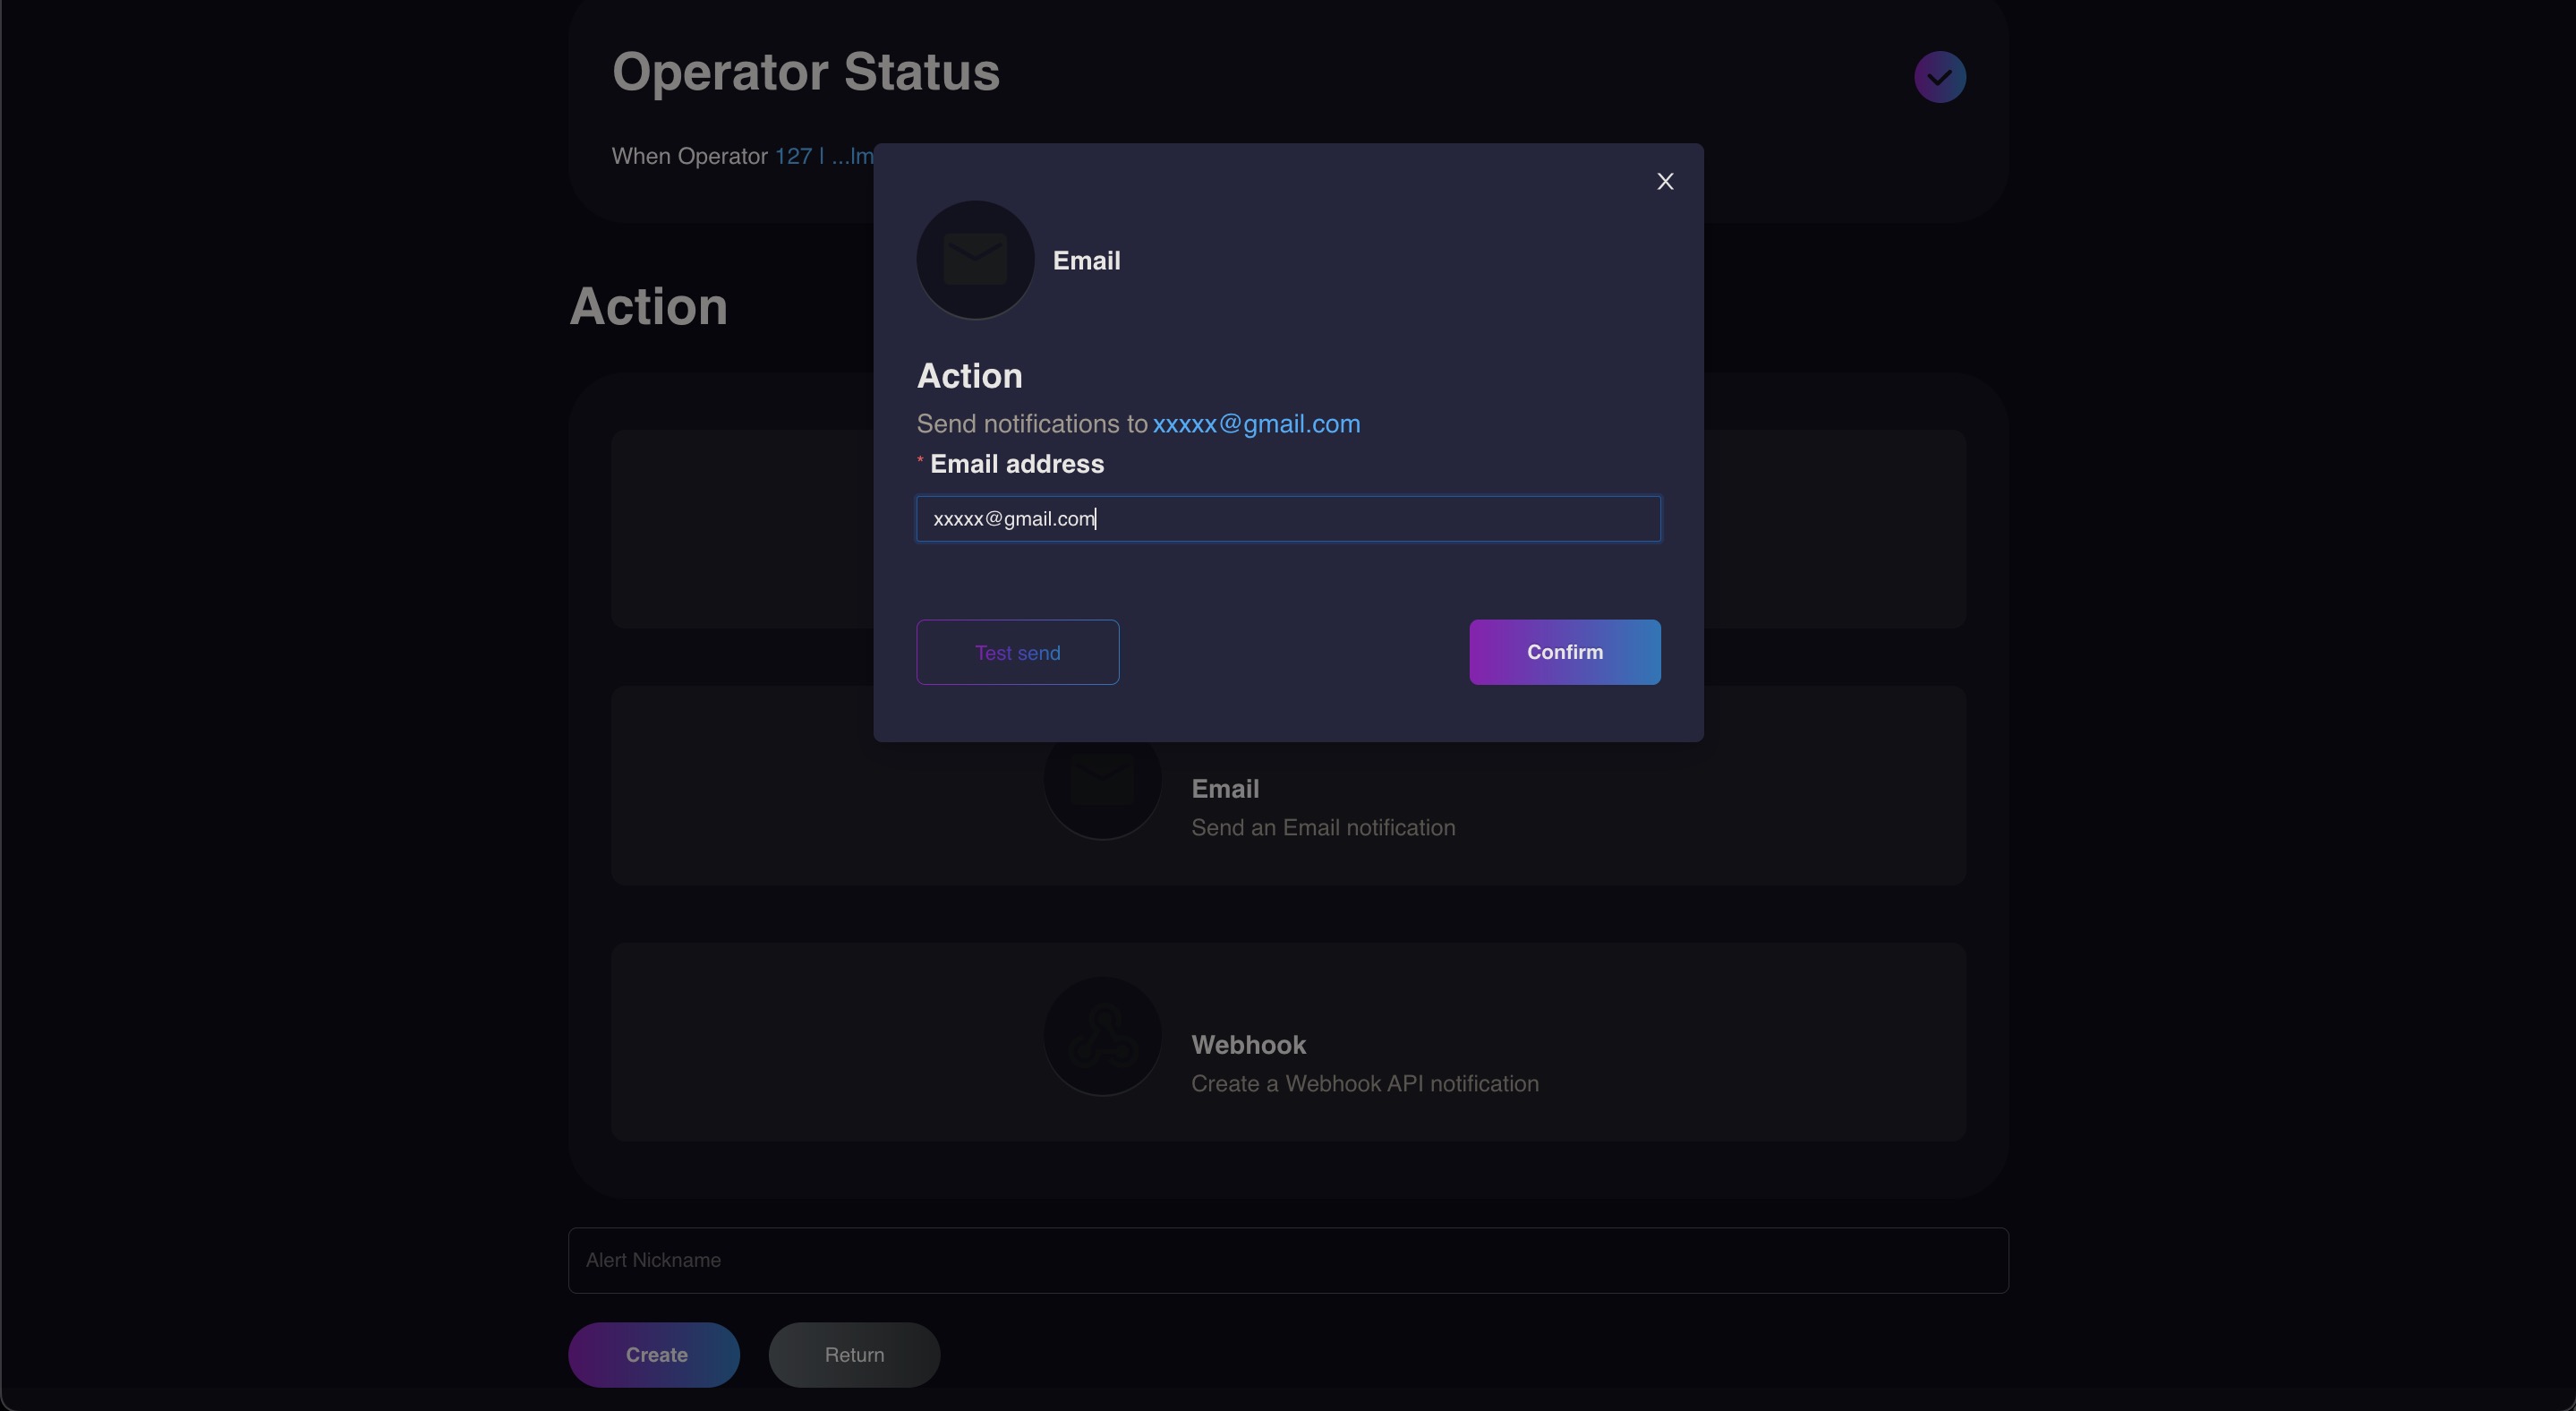 Operator Status
When Operator 127 | ...lm
Email
Action
Action
Send notifications to xxxxx@gmail.com
* Email address
xxxxx@gmail.com
Test send
Confirm
Email
Send an Email notification
Webhook
Create a Webhook API notification
Alert Nickname
Create
Return